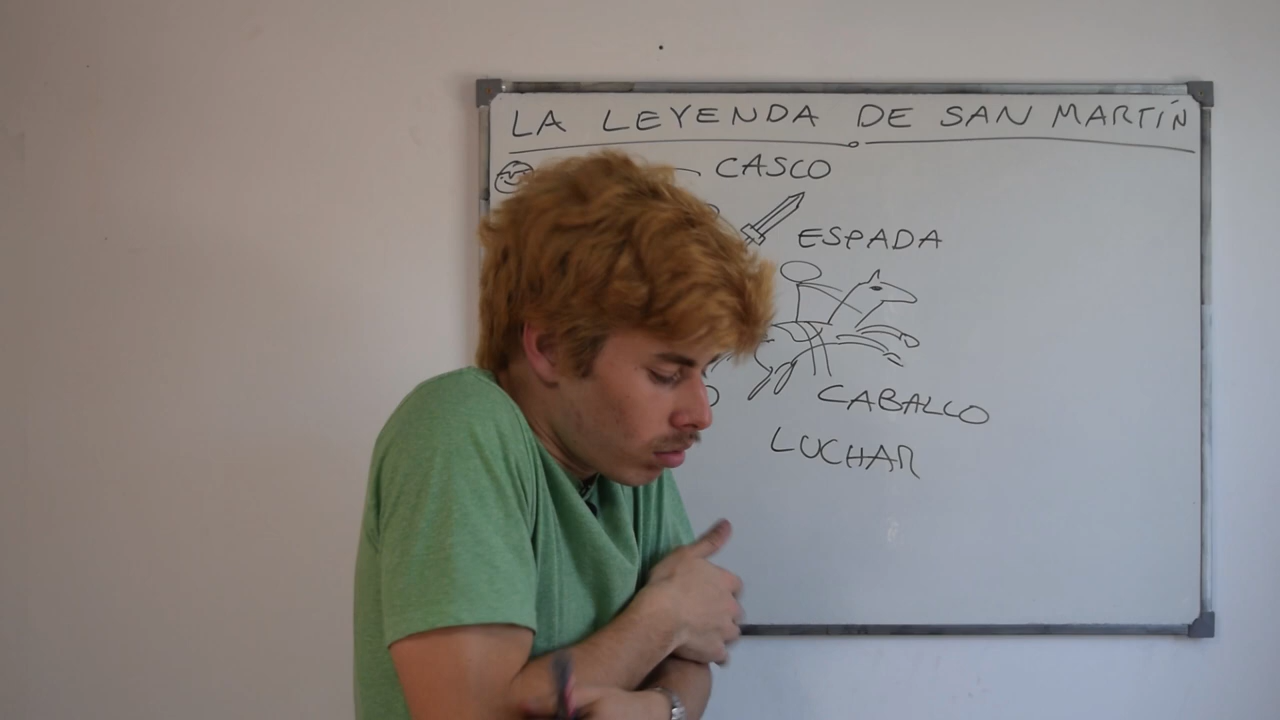 LA LEYENDA DE SAN MARTÍN
CASCO
ESPADA
CABALLO
LUCHAR